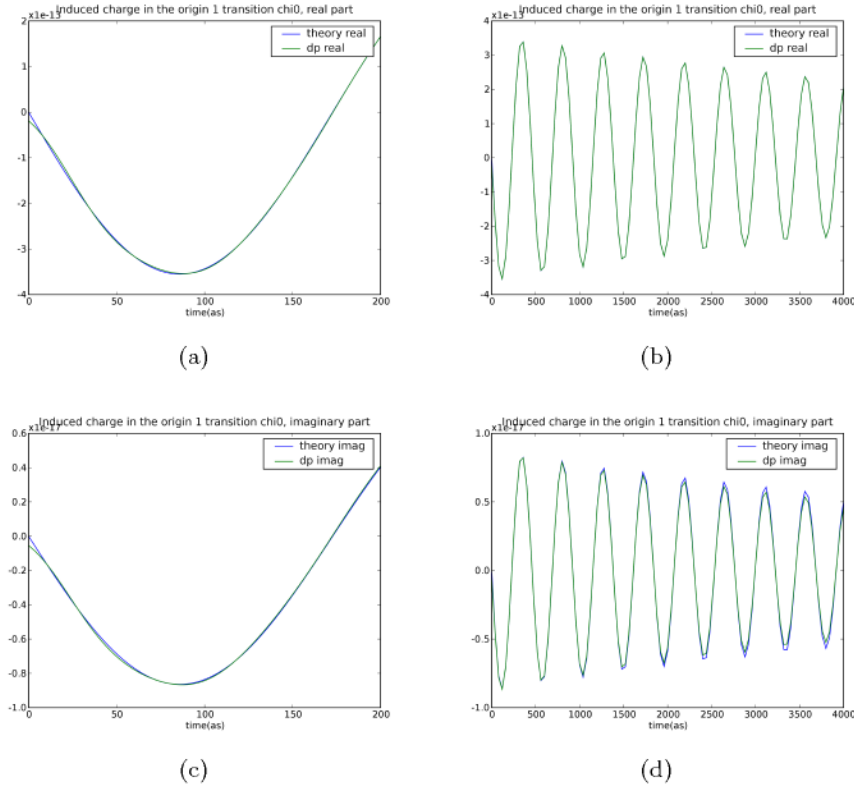 Induced charge in the origin 1 transition chi0, real part
x1e-13
2
1
0
-1
-2
-3
-4
theory real
dp real
0
50
100
150
200
time(as)
(a)
Induced charge in the origin 1 transition chi0, real part
x1e-13
4
3
2
1
0
-1
-2
-3
-4
theory real
dp real
0
500
1000
1500
2000
2500
3000
3500
4000
time(as)
(b)
Induced charge in the origin 1 transition chi0, imaginary part
x1e-17
0.6
0.4
0.2
0.0
-0.2
-0.4
-0.6
-0.8
-1.0
theory imag
dp imag
0
50
100
150
200
time(as)
(c)
Induced charge in the origin 1 transition chi0, imaginary part
x1e-17
1.0
0.5
0.0
-0.5
-1.0
theory imag
dp imag
0
500
1000
1500
2000
2500
3000
3500
4000
time(as)
(d)